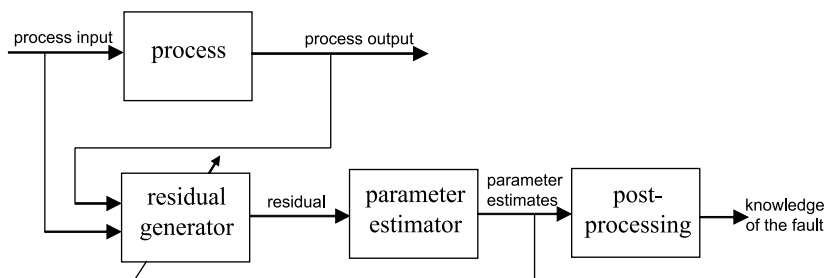 process input
process
process output
residual
generator
residual
parameter
estimator
parameter
estimates
post-
processing
knowledge
of the fault